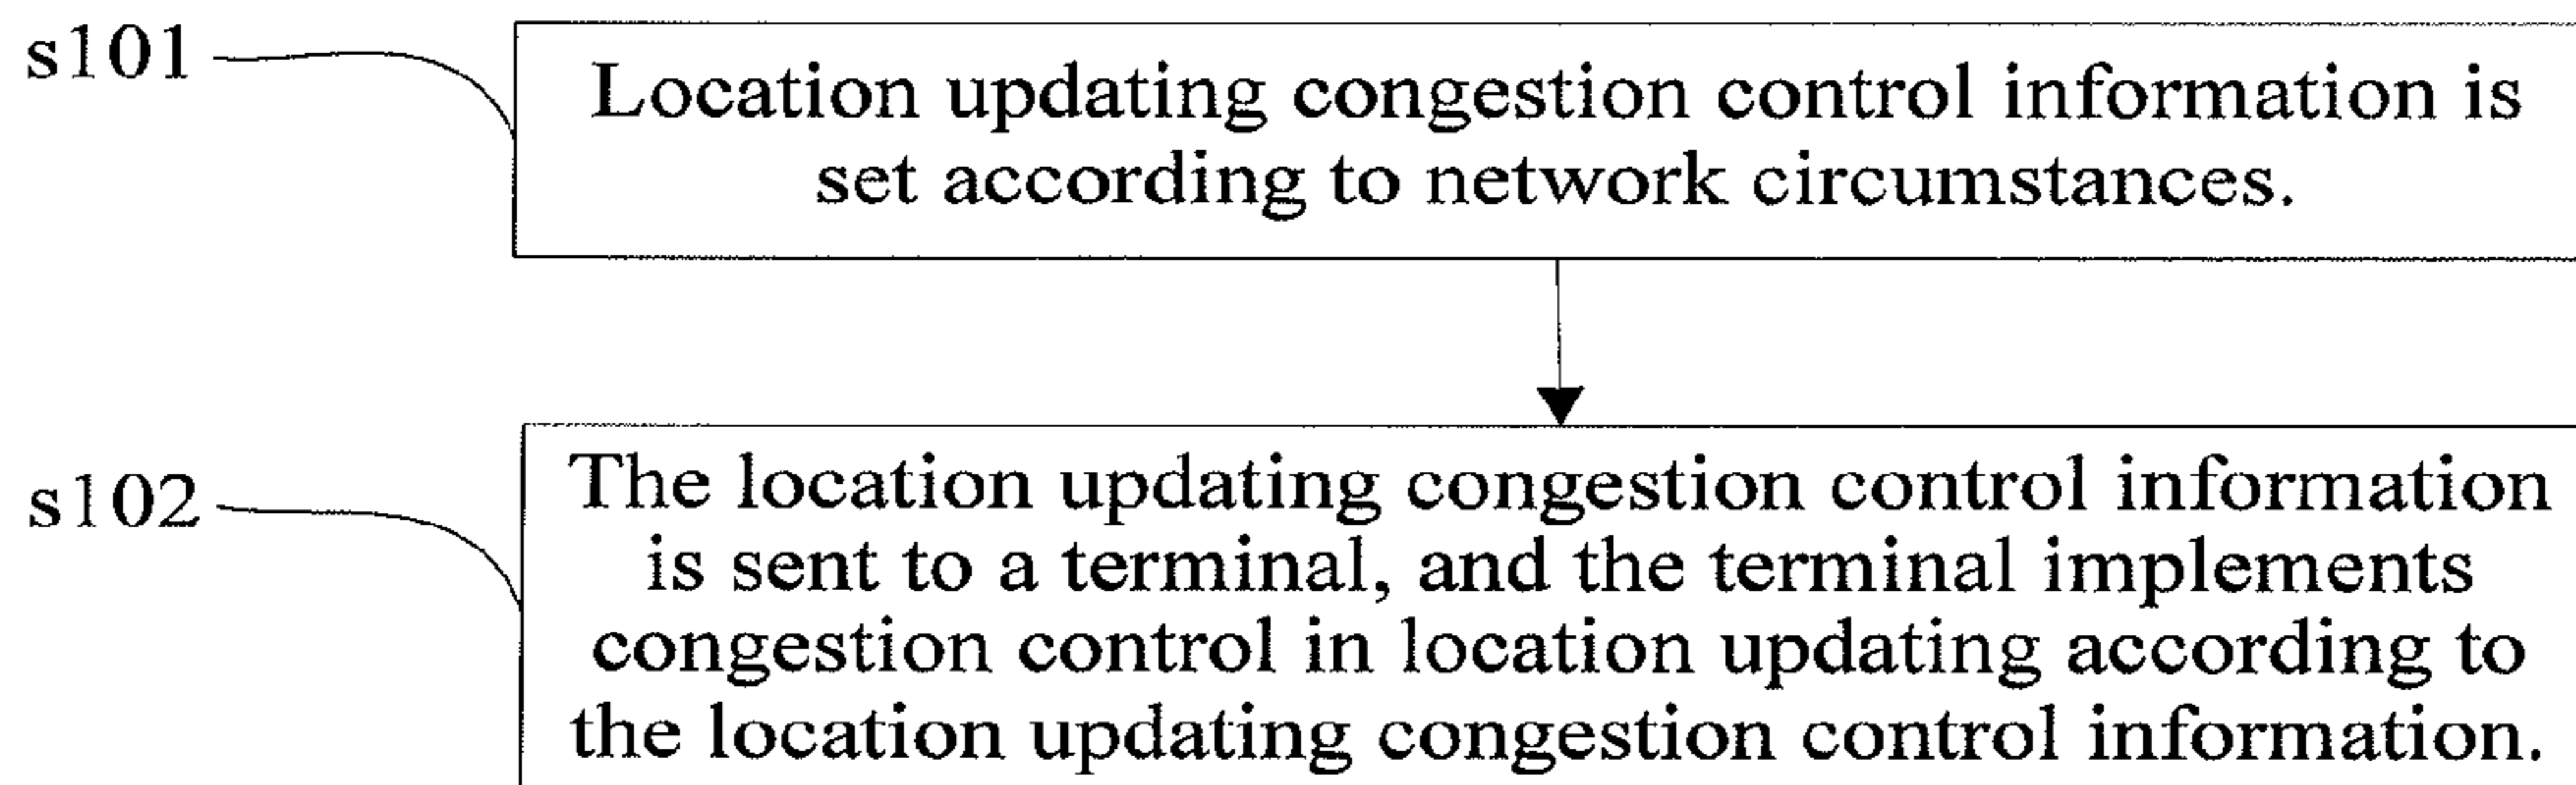 s101
Location updating congestion control information is
set according to network circumstances.
s102
The location updating congestion control information
is sent to a terminal, and the terminal implements
congestion control in location updating according to
the location updating congestion control information.